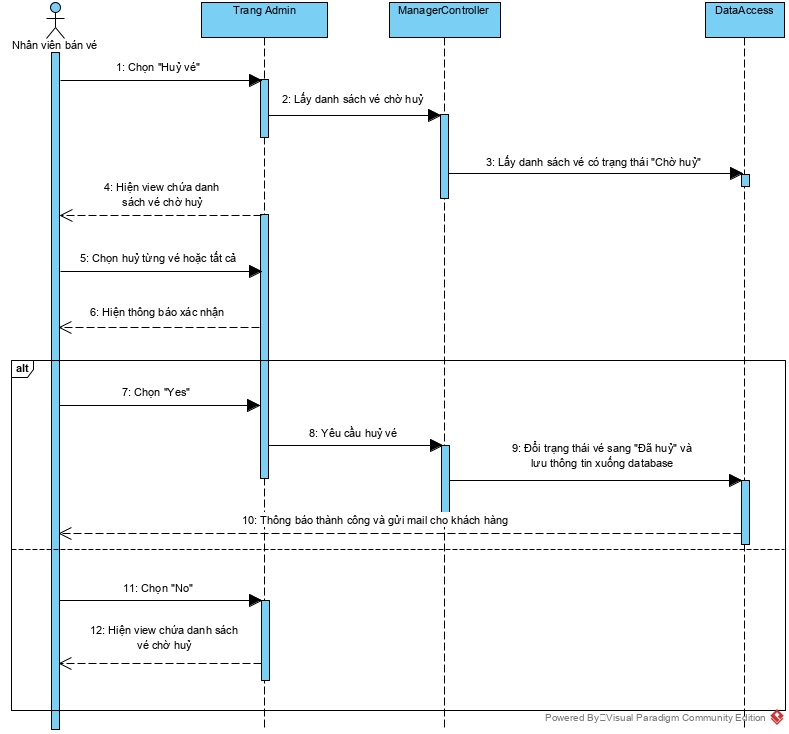 Trang Admin
ManagerController
DataAccess
Nhân viên bán vé
1: Chọn "Huỷ vé"
2: Lấy danh sách vé chờ huỷ
3: Lấy danh sách vé có trạng thái "Chờ huỷ"
4: Hiện view chứa danh
sách vé chờ huỷ
5: Chọn huỷ từng vé hoặc tất cả
6: Hiện thông báo xác nhận
alt
7: Chọn "Yes"
8: Yêu cầu huỷ vé
9: Đổi trạng thái vé sang "Đã huỷ" và
lưu thông tin xuống database
10: Thông báo thành công và gửi mail cho khách hàng
11: Chọn "No"
12: Hiện view chứa danh sách
vé chờ huỷ
Powered By Visual Paradigm Community Edition